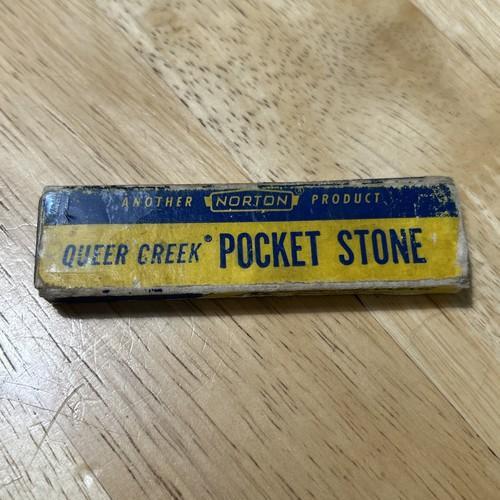 ANOTHER NORTON® PRODUCT
QUEER CREEK® POCKET STONE